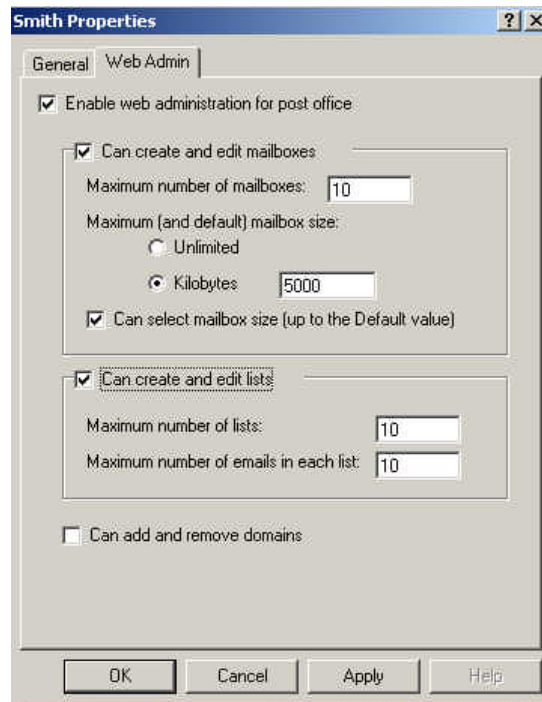 Smith Properties
General Web Admin
Enable web administration for post office
Can create and edit mailboxes
Maximum number of mailboxes: 10
Maximum (and default) mailbox size:
Unlimited
Kilobytes 5000
Can select mailbox size (up to the Default value)
Can create and edit lists
Maximum number of lists: 10
Maximum number of emails in each list: 10
Can add and remove domains
OK Cancel Apply Help